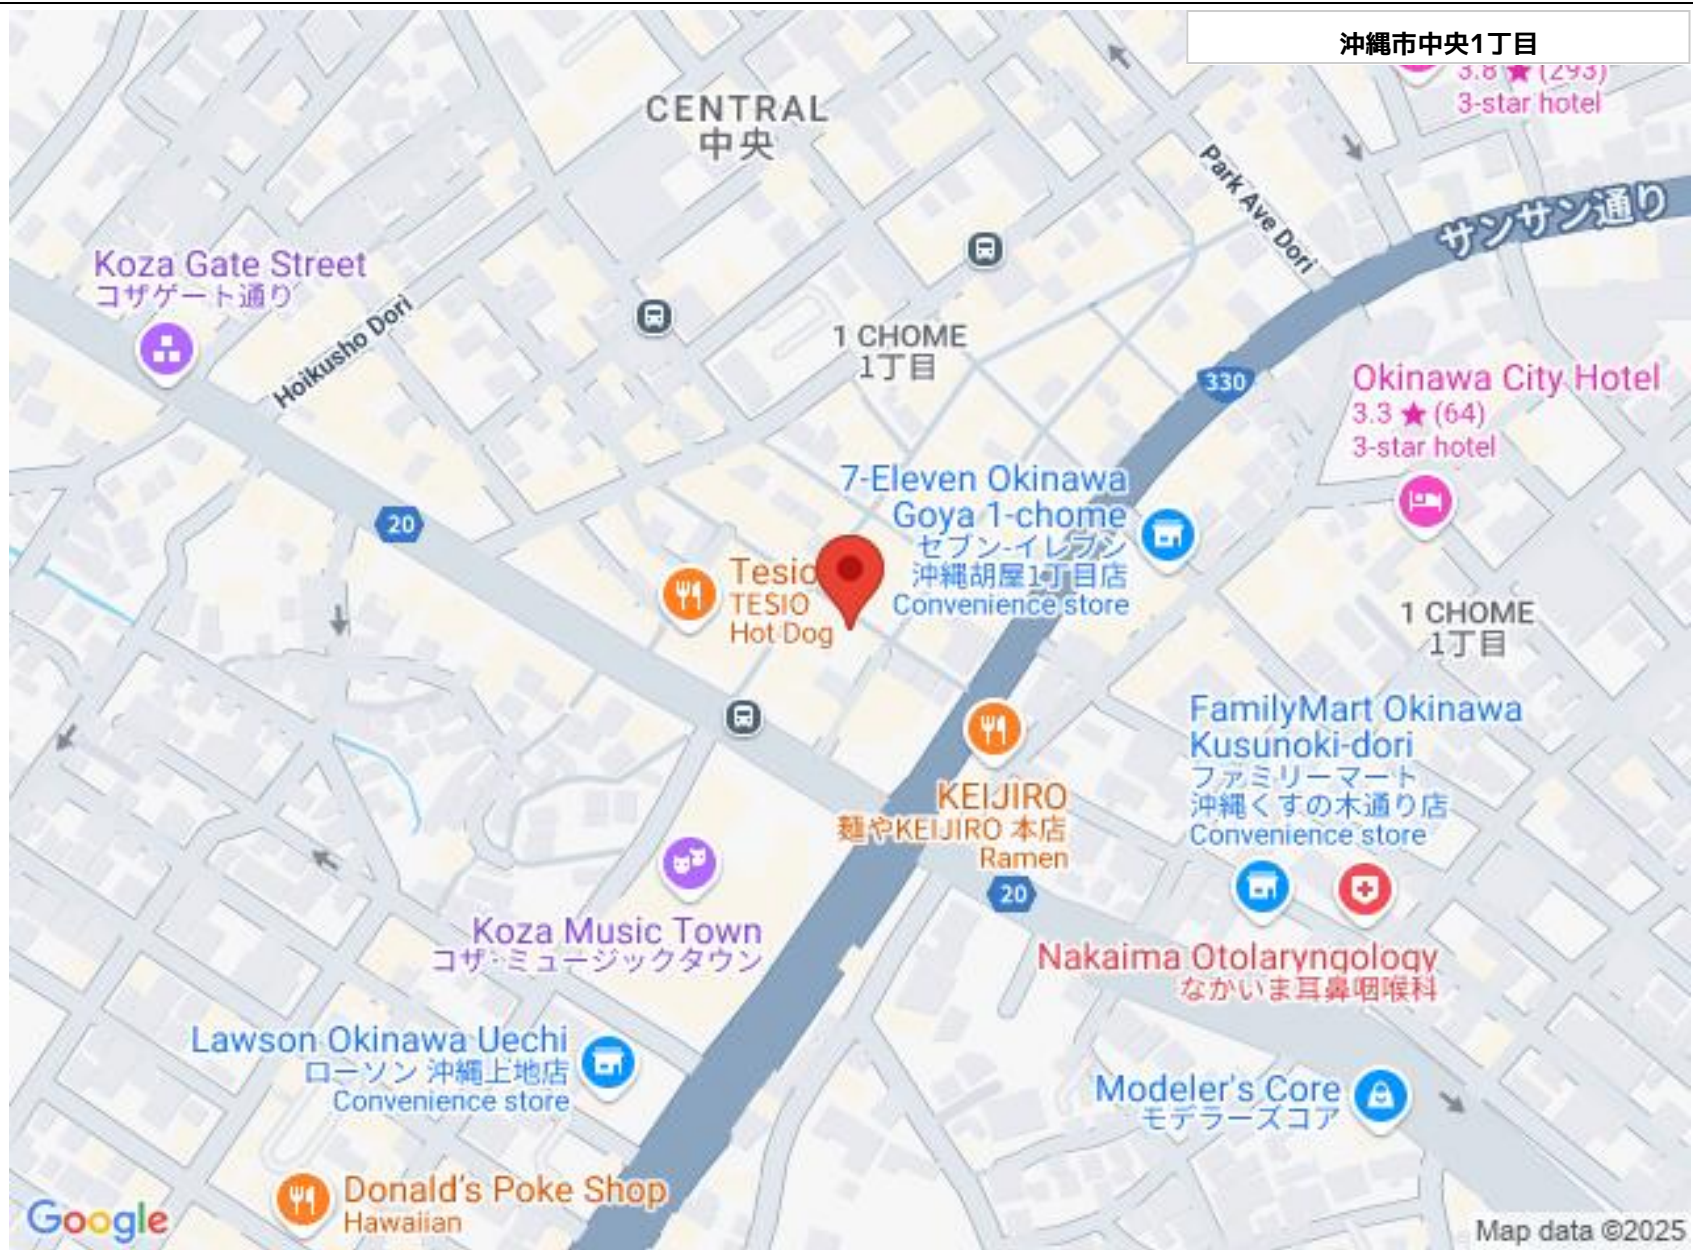 沖縄市中央1丁目
3.8 ★ (293)
3-star hotel
CENTRAL
中央
Park Ave Dori
サンサン通り
Koza Gate Street
コザゲート通り
Hoikusho Dori
1 CHOME
1丁目
330
Okinawa City Hotel
3.3 ★ (64)
3-star hotel
7-Eleven Okinawa
Goya 1-chome
セブン-イレブン
沖縄胡屋1丁目店
Convenience store
20
Tesio
TESIO
Hot Dog
1 CHOME
1丁目
FamilyMart Okinawa
Kusunoki-dori
ファミリーマート
沖縄くすの木通り店
Convenience store
KEIJIRO
麺やKEIJIRO 本店
Ramen
20
Koza Music Town
コザ・ミュージックタウン
Nakaima Otolaryngology
なかいま耳鼻咽喉科
Lawson Okinawa Uechi
ローソン 沖縄上地店
Convenience store
Modeler's Core
モデラーズコア
Donald's Poke Shop
Hawaiian
Google
Map data ©2025